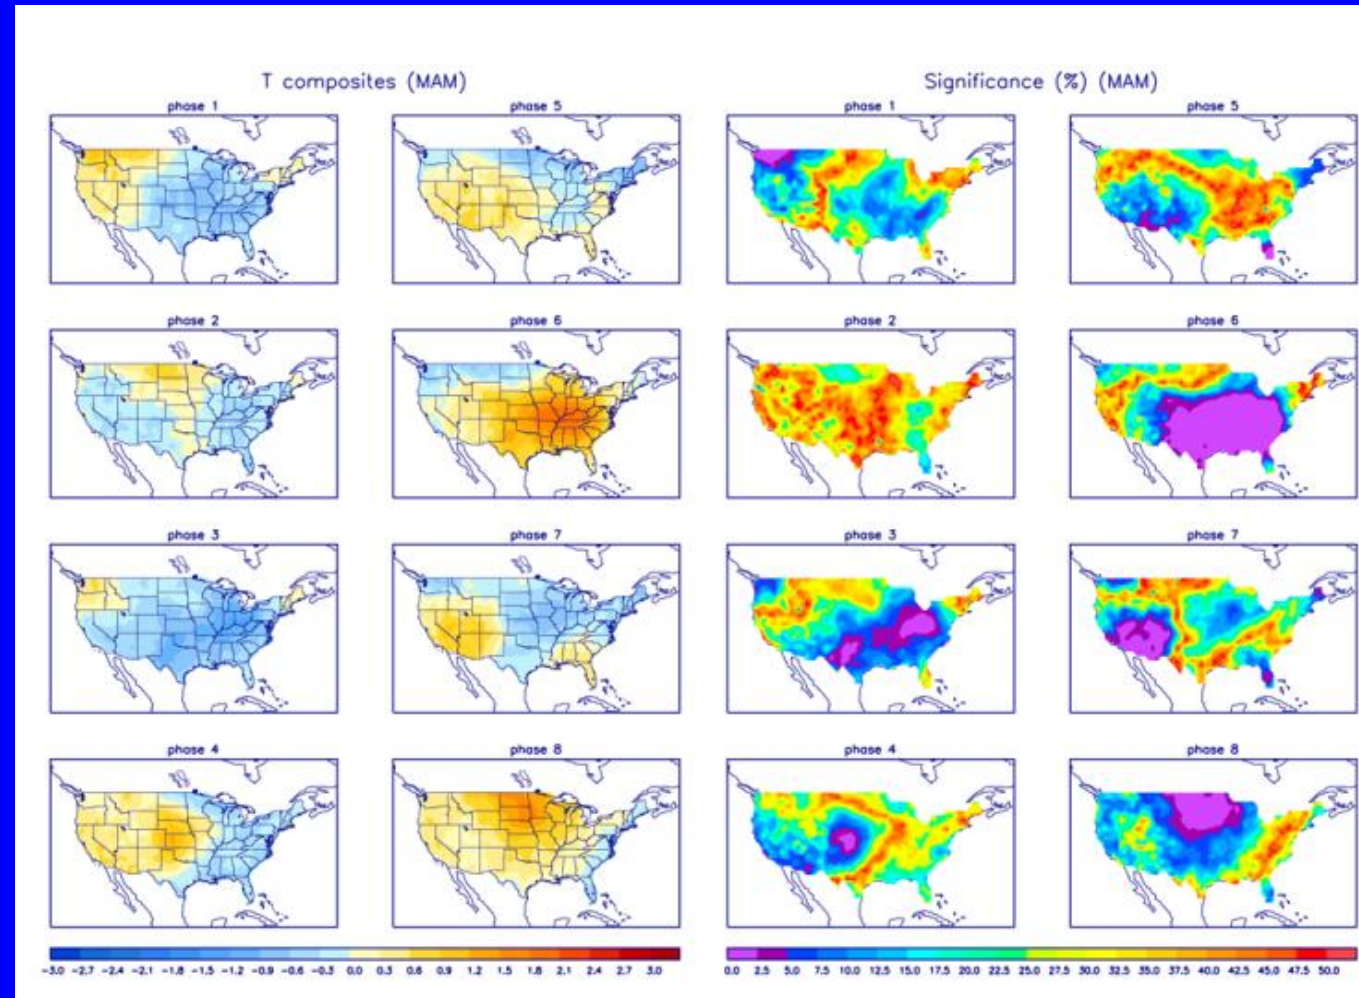 T composites (MAM)
Significance (%) (MAM)
phase 1
phase 5
phase 1
phase 5
phase 2
phase 6
phase 2
phase 6
phase 3
phase 7
phase 3
phase 7
phase 4
phase 8
phase 4
phase 8
-3.0 -2.7 -2.4 -2.1 -1.8 -1.5 -1.2 -0.9 -0.6 -0.3 0.0 0.3 0.6 0.9 1.2 1.5 1.8 2.1 2.4 2.7 3.0
0.0 2.5 5.0 7.5 10.0 12.5 15.0 17.5 20.0 22.5 25.0 27.5 30.0 32.5 35.0 37.5 40.0 42.5 45.0 47.5 50.0